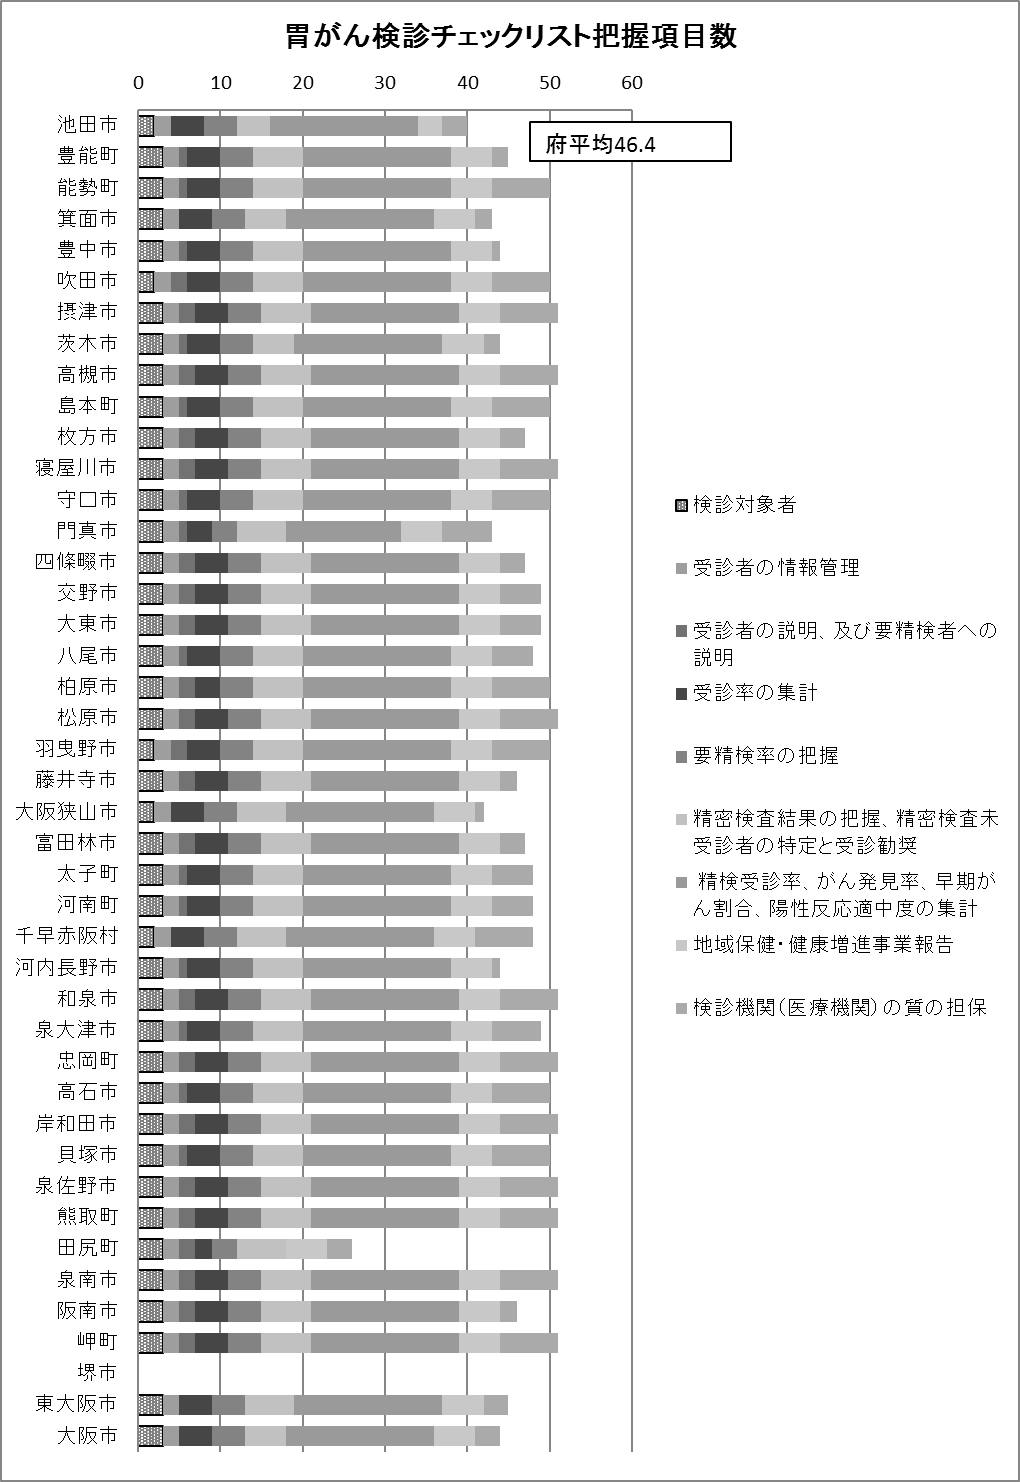 胃がん検診チェックリスト把握項目数
0 10 20 30 40 50 60
府平均46.4
池田市
豊能町
能勢町
箕面市
豊中市
吹田市
摂津市
茨木市
高槻市
島本町
枚方市
寝屋川市
守口市
門真市
四條畷市
交野市
大東市
八尾市
柏原市
松原市
羽曳野市
藤井寺市
大阪狭山市
富田林市
太子町
河南町
千早赤阪村
河内長野市
和泉市
泉大津市
忠岡町
高石市
岸和田市
貝塚市
泉佐野市
熊取町
田尻町
泉南市
阪南市
岬町
堺市
東大阪市
大阪市
検診対象者
受診者の情報管理
受診者の説明、及び要精検者への
説明
受診率の集計
要精検率の把握
精密検査結果の把握、精密検査未
受診者の特定と受診勧奨
精検受診率、がん発見率、早期が
ん割合、陽性反応適中度の集計
地域保健・健康増進事業報告
検診機関（医療機関）の質の担保